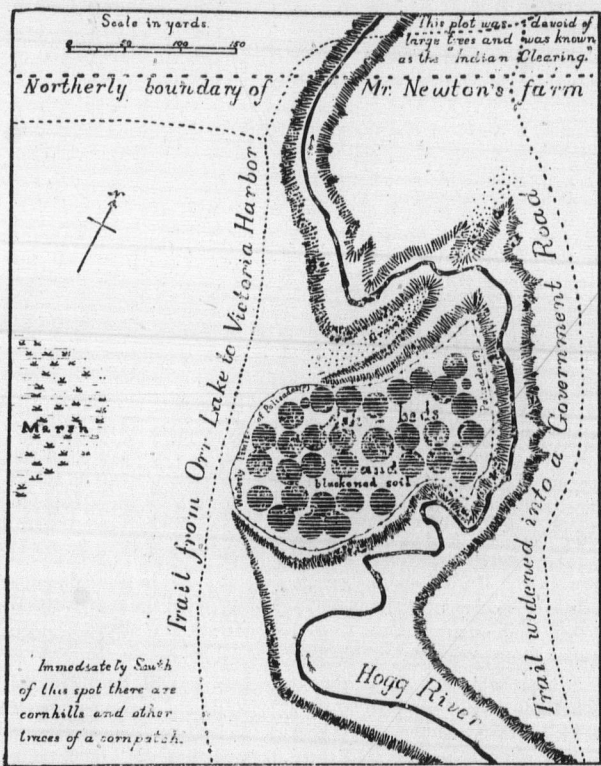 Scale in yards.
0 50 100 150
This plot was devoid of
large trees and was known
as the "Indian Clearing."
Northerly boundary of Mr. Newton's farm
Trail from Orr Lake to Victoria Harbor
Trail widened into a Government Road
Marsh
Ash beds
and
blackened soil
of Palisading
Hogg River
Immediately South
of this spot there are
cornhills and other
traces of a cornpatch.